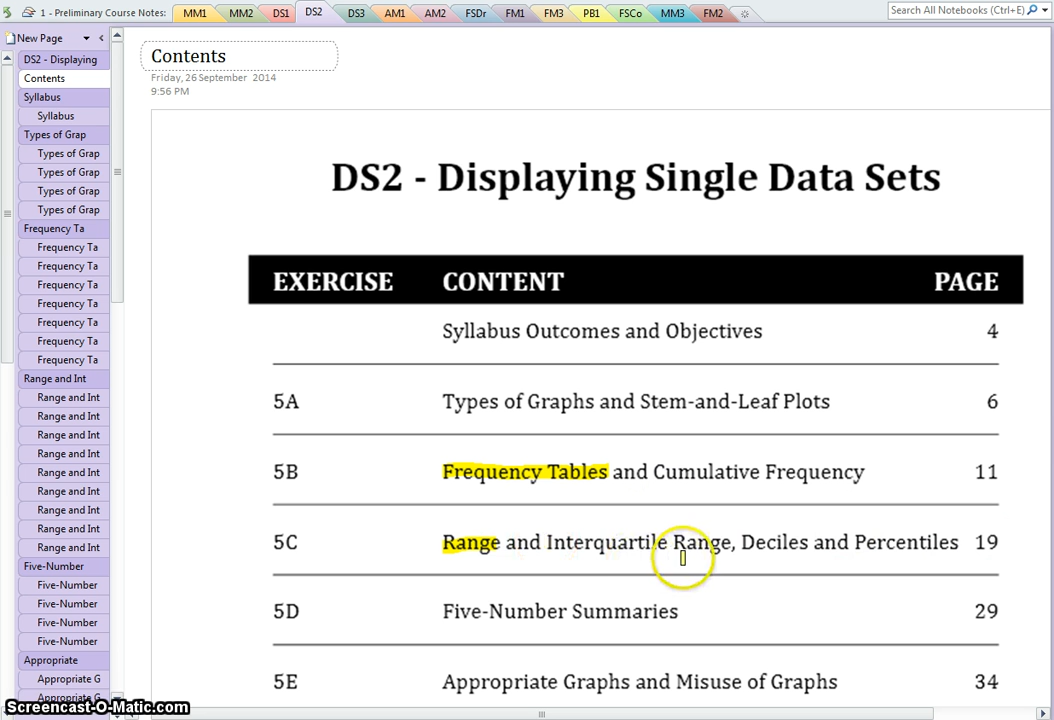 1 - Preliminary Course Notes:
MM1
MM2
DS1
DS2
DS3
AM1
AM2
FSDr
FM1
FM3
PB1
FSCo
MM3
FM2
Search All Notebooks (Ctrl+E)
New Page
DS2 - Displaying
Contents
Syllabus
Syllabus
Types of Grap
Types of Grap
Types of Grap
Types of Grap
Types of Grap
Frequency Ta
Frequency Ta
Frequency Ta
Frequency Ta
Frequency Ta
Frequency Ta
Frequency Ta
Frequency Ta
Range and Int
Range and Int
Range and Int
Range and Int
Range and Int
Range and Int
Range and Int
Range and Int
Range and Int
Range and Int
Five-Number
Five-Number
Five-Number
Five-Number
Five-Number
Appropriate
Appropriate G
Appropriate G
Contents
Friday, 26 September 2014
9:56 PM
DS2 - Displaying Single Data Sets
EXERCISE CONTENT PAGE
Syllabus Outcomes and Objectives 4
5A Types of Graphs and Stem-and-Leaf Plots 6
5B Frequency Tables and Cumulative Frequency 11
5C Range and Interquartile Range, Deciles and Percentiles 19
5D Five-Number Summaries 29
5E Appropriate Graphs and Misuse of Graphs 34
Screencast-O-Matic.com